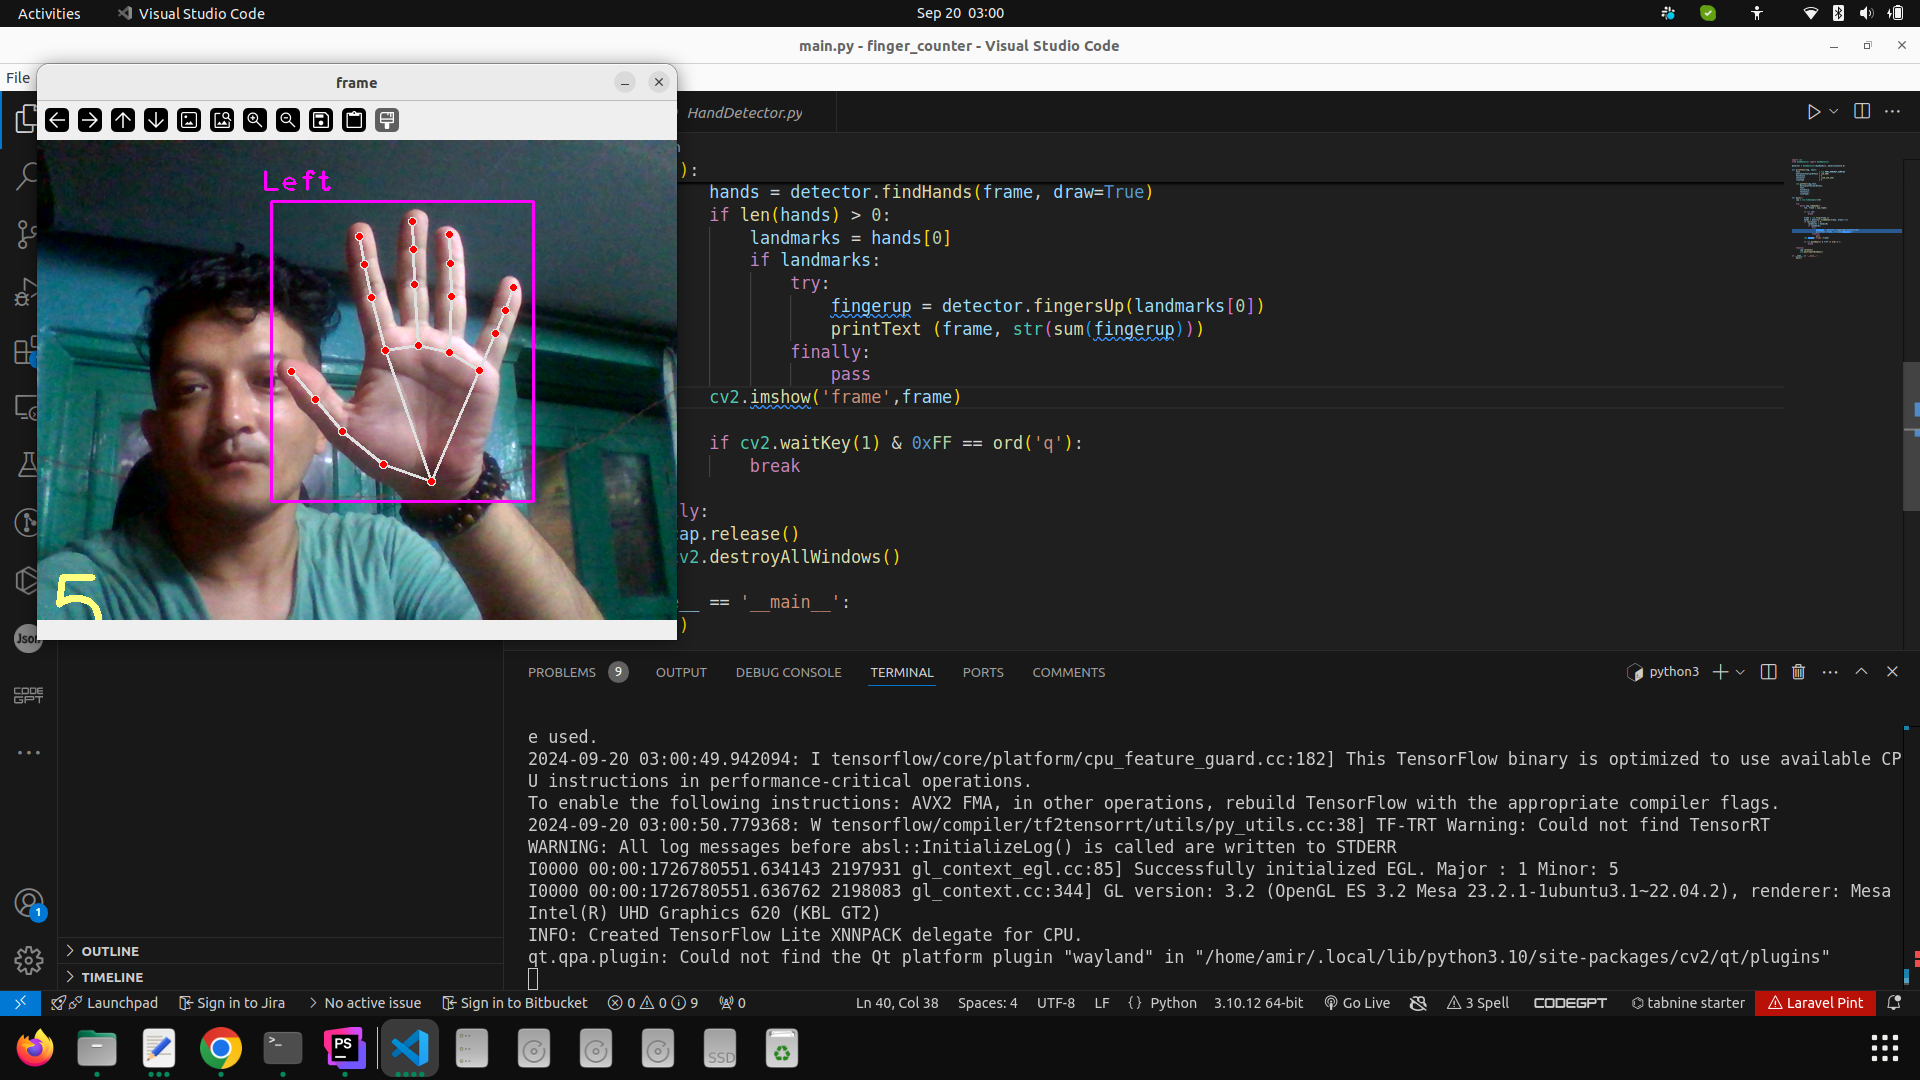 Activities
Visual Studio Code
Sep 20 03:00
main.py - finger_counter - Visual Studio Code
File
frame
HandDetector.py
Left
5
):
hands = detector.findHands(frame, draw=True)
if len(hands) > 0:
landmarks = hands[0]
if landmarks:
try:
fingerup = detector.fingersUp(landmarks[0])
printText (frame, str(sum(fingerup)))
finally:
pass
cv2.imshow('frame',frame)
if cv2.waitKey(1) & 0xFF == ord('q'):
break
ly:
ap.release()
v2.destroyAllWindows()
__ == '__main__':
)
Json
CODE
GPT
1
OUTLINE
TIMELINE
PROBLEMS 9 OUTPUT DEBUG CONSOLE TERMINAL PORTS COMMENTS
python3
e used.
2024-09-20 03:00:49.942094: I tensorflow/core/platform/cpu_feature_guard.cc:182] This TensorFlow binary is optimized to use available CP
U instructions in performance-critical operations.
To enable the following instructions: AVX2 FMA, in other operations, rebuild TensorFlow with the appropriate compiler flags.
2024-09-20 03:00:50.779368: W tensorflow/compiler/tf2tensorrt/utils/py_utils.cc:38] TF-TRT Warning: Could not find TensorRT
WARNING: All log messages before absl::InitializeLog() is called are written to STDERR
I0000 00:00:1726780551.634143 2197931 gl_context_egl.cc:85] Successfully initialized EGL. Major : 1 Minor: 5
I0000 00:00:1726780551.636762 2198083 gl_context.cc:344] GL version: 3.2 (OpenGL ES 3.2 Mesa 23.2.1-1ubuntu3.1~22.04.2), renderer: Mesa
Intel(R) UHD Graphics 620 (KBL GT2)
INFO: Created TensorFlow Lite XNNPACK delegate for CPU.
qt.qpa.plugin: Could not find the Qt platform plugin "wayland" in "/home/amir/.local/lib/python3.10/site-packages/cv2/qt/plugins"
Launchpad Sign in to Jira No active issue Sign in to Bitbucket 0 0 9 0 Ln 40, Col 38 Spaces: 4 UTF-8 LF {} Python 3.10.12 64-bit Go Live 3 Spell CODEGPT tabnine starter Laravel Pint
PS
SSD